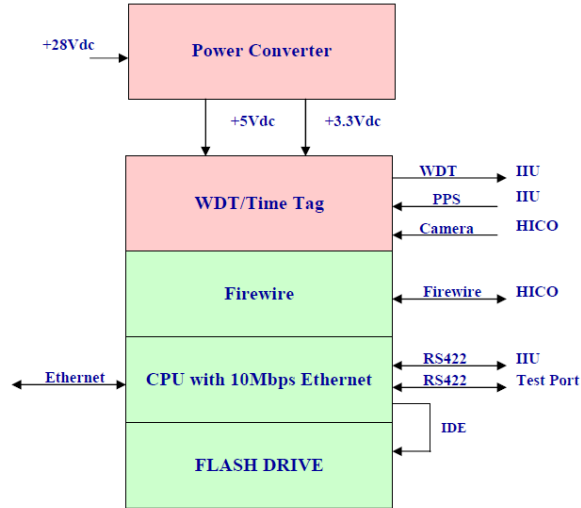 +28Vdc
Power Converter
+5Vdc
+3.3Vdc
WDT/Time Tag
WDT
IIU
PPS
IIU
Camera
HICO
Firewire
Firewire
HICO
Ethernet
CPU with 10Mbps Ethernet
RS422
IIU
RS422
Test Port
IDE
FLASH DRIVE